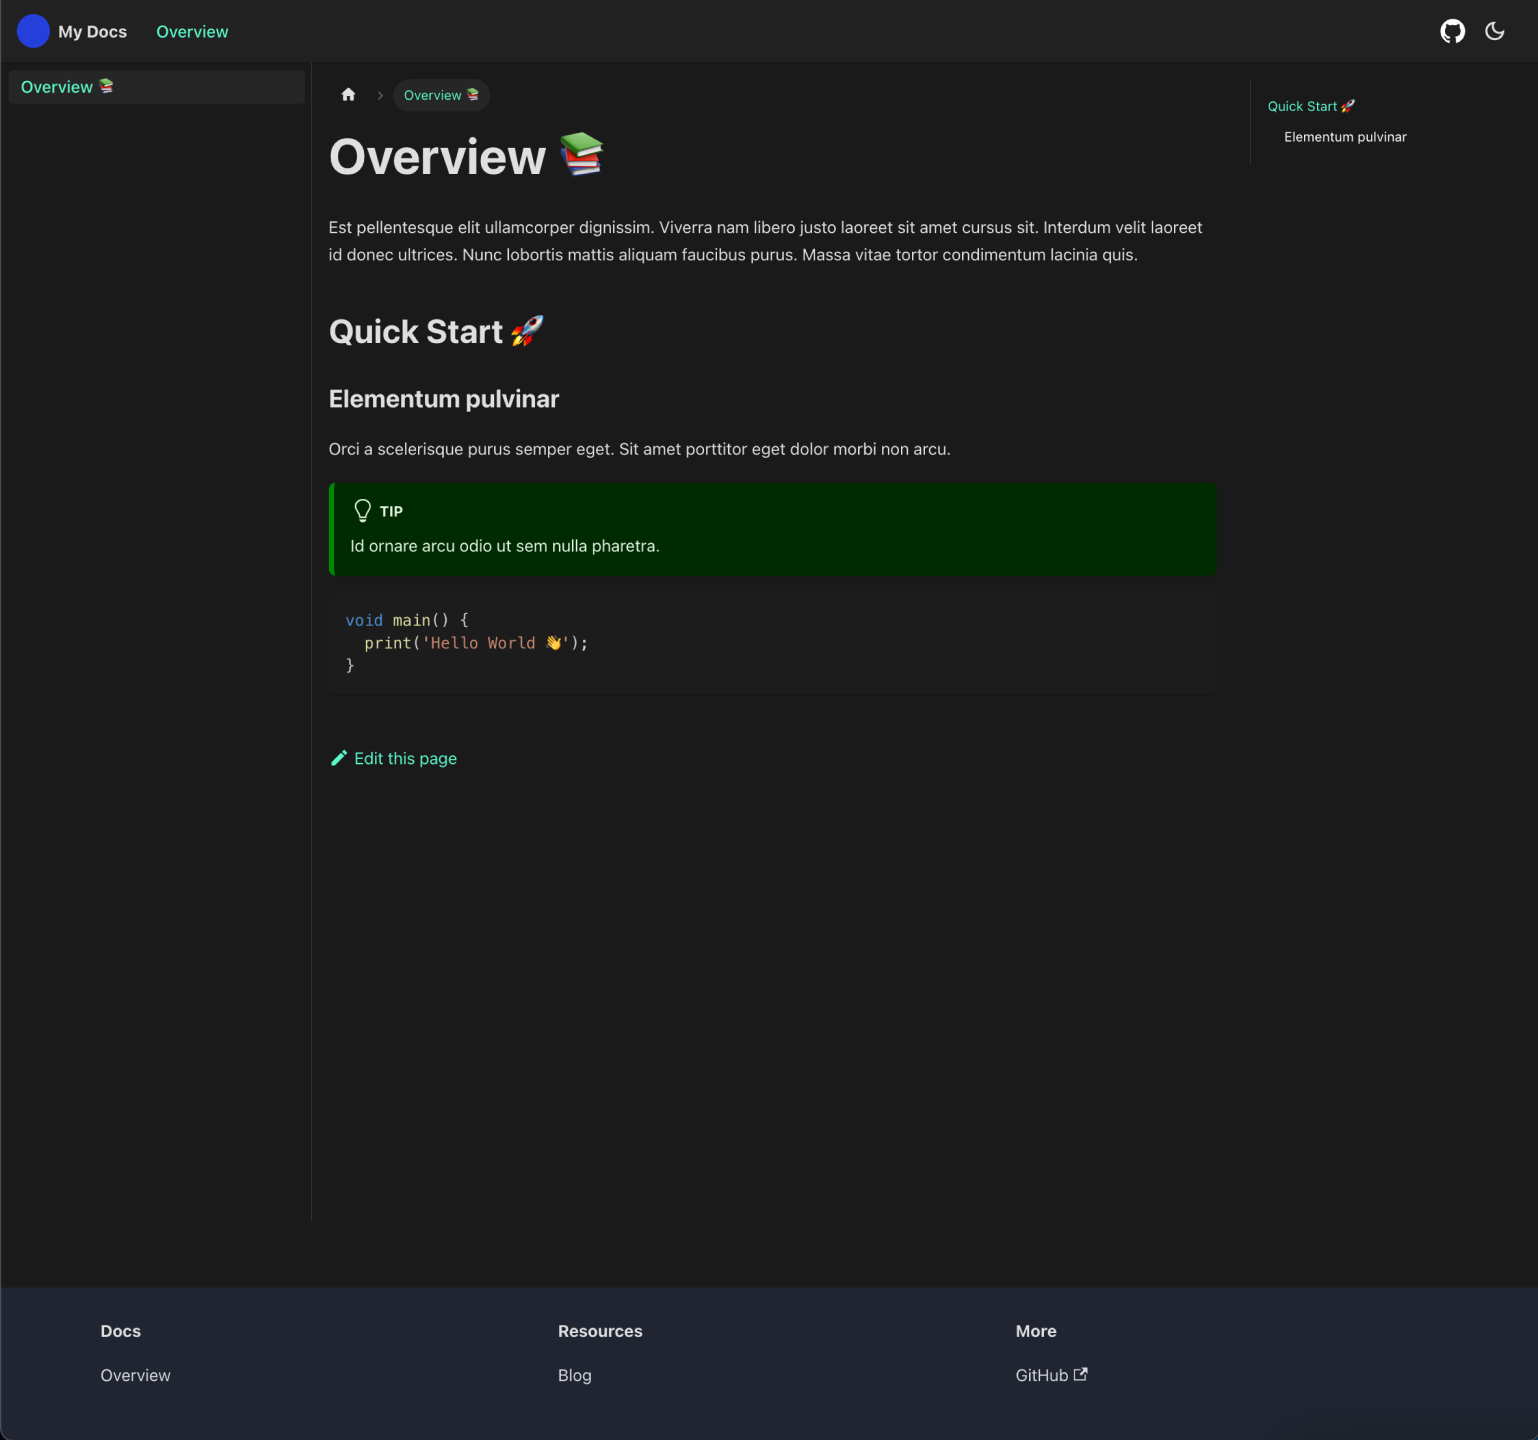 My Docs Overview
Overview 📚
Overview 📚
Quick Start 🚀
Elementum pulvinar
Overview 📚
Est pellentesque elit ullamcorper dignissim. Viverra nam libero justo laoreet sit amet cursus sit. Interdum velit laoreet
id donec ultrices. Nunc lobortis mattis aliquam faucibus purus. Massa vitae tortor condimentum lacinia quis.
Quick Start 🚀
Elementum pulvinar
Orci a scelerisque purus semper eget. Sit amet porttitor eget dolor morbi non arcu.
TIP
Id ornare arcu odio ut sem nulla pharetra.
void main() {
  print('Hello World 👋');
}
Edit this page
Docs
Overview
Resources
Blog
More
GitHub